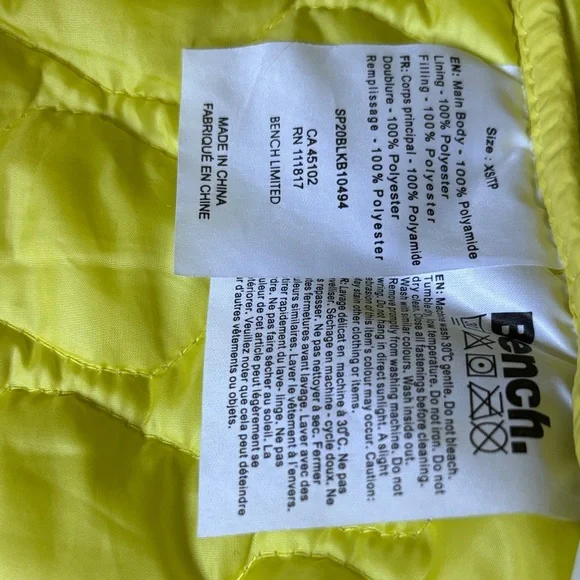 Size : XS/TP
EN: Main Body - 100% Polyamide
Lining - 100% Polyester
Filling - 100% Polyester
FR: Corps principal - 100% Polyamide
Doublure - 100% Polyester
Remplissage - 100% Polyester
SP20BLKB10494
CA 45102
RN 111817
BENCH LIMITED
MADE IN CHINA
FABRIQUÉ EN CHINE
Bench.
EN: Machine wash 30°C gentle. Do not bleach.
Tumble dry low temperature. Do not iron. Do not
dry clean. Close all fastenings before cleaning.
Wash with similar colours. Wash inside out.
Remove promptly from washing machine. Do not
wring. Do not hang in direct sunlight. A slight
of this item's colour may occur. Caution:
may stain other clothing or items.
FR: Lavage délicat en machine à 30°C. Ne pas
javelliser. Séchage en machine - cycle doux. Ne
pas repasser. Ne pas nettoyer à sec. Fermer
les fermetures avant lavage. Laver avec des
couleurs similaires. Laver le vêtement à l'envers.
Retirer rapidement du lave-linge. Ne pas
. Ne pas faire sécher au soleil. La
couleur de cet article peut légèrement se
. Veuillez noter que cela peut déteindre
sur d'autres vêtements ou objets.